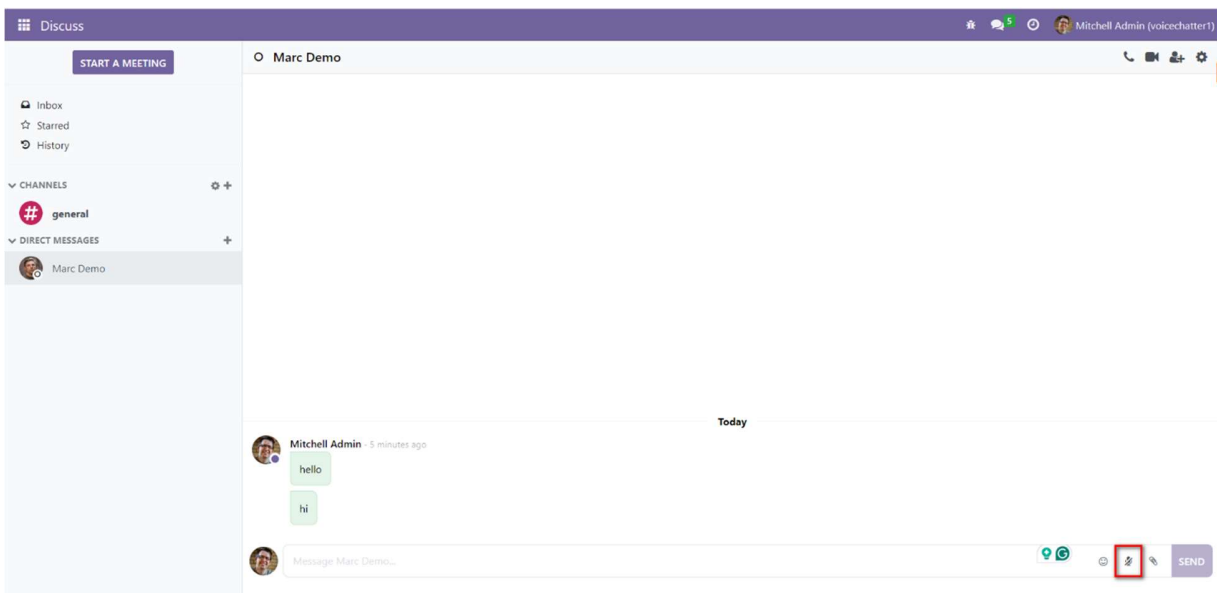 Discuss
5
Mitchell Admin (voicechatter1)
START A MEETING
Marc Demo
Inbox
Starred
History
CHANNELS
general
DIRECT MESSAGES
Marc Demo
Today
Mitchell Admin - 5 minutes ago
hello
hi
Message Marc Demo...
SEND